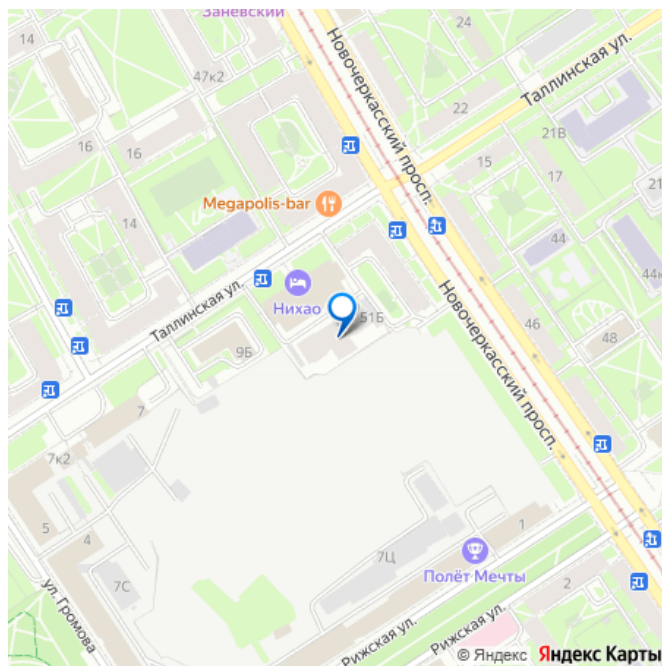 Заневский
24
14
47к2
22
Таллинская ул.
Новочеркасский просп.
21В
16
16
15
17
21
Megapolis-bar
14
44
44к
Таллинская ул.
Нихао
51Б
Новочеркасский просп.
46
48
9Б
7
7к2
5
4
1
7Ц
7С
Полёт Мечты
2
ул. Громова
Рижская ул.
Рижская ул.
© Яндекс Яндекс Карты